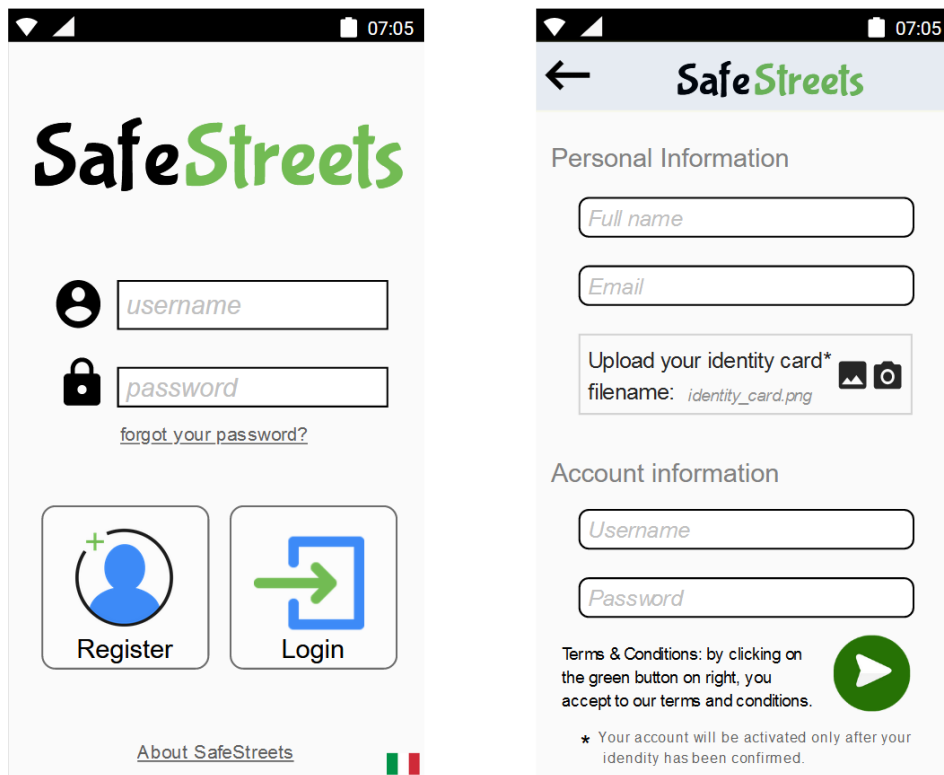 07:05
SafeStreets
username
password
forgot your password?
Register
Login
About SafeStreets
07:05
SafeStreets
Personal Information
Full name
Email
Upload your identity card*
filename: identity_card.png
Account information
Username
Password
Terms & Conditions: by clicking on
the green button on right, you
accept to our terms and conditions.
* Your account will be activated only after your
idendity has been confirmed.